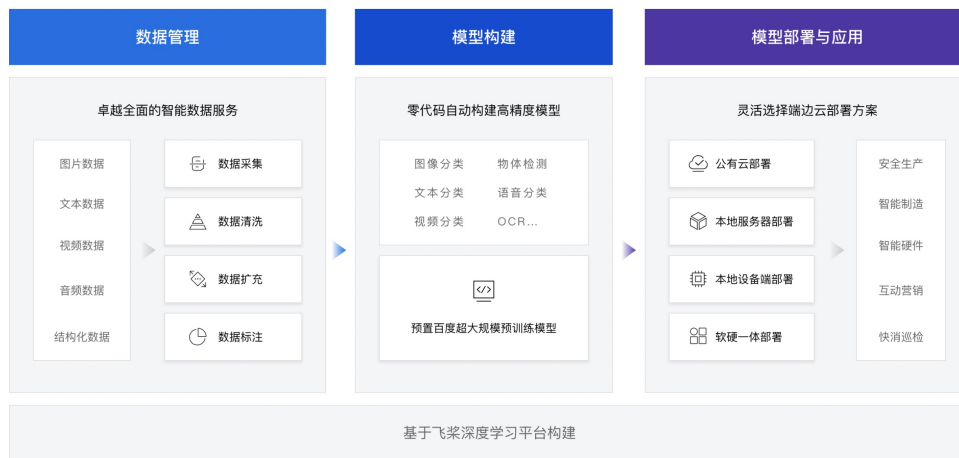 数据管理
模型构建
模型部署与应用
卓越全面的智能数据服务
图片数据
文本数据
视频数据
音频数据
结构化数据
数据采集
数据清洗
数据扩充
数据标注
零代码自动构建高精度模型
图像分类 物体检测
文本分类 语音分类
视频分类 OCR...
</>
预置百度超大规模预训练模型
灵活选择端边云部署方案
公有云部署
本地服务器部署
本地设备端部署
软硬一体部署
安全生产
智能制造
智能硬件
互动营销
快消巡检
基于飞桨深度学习平台构建